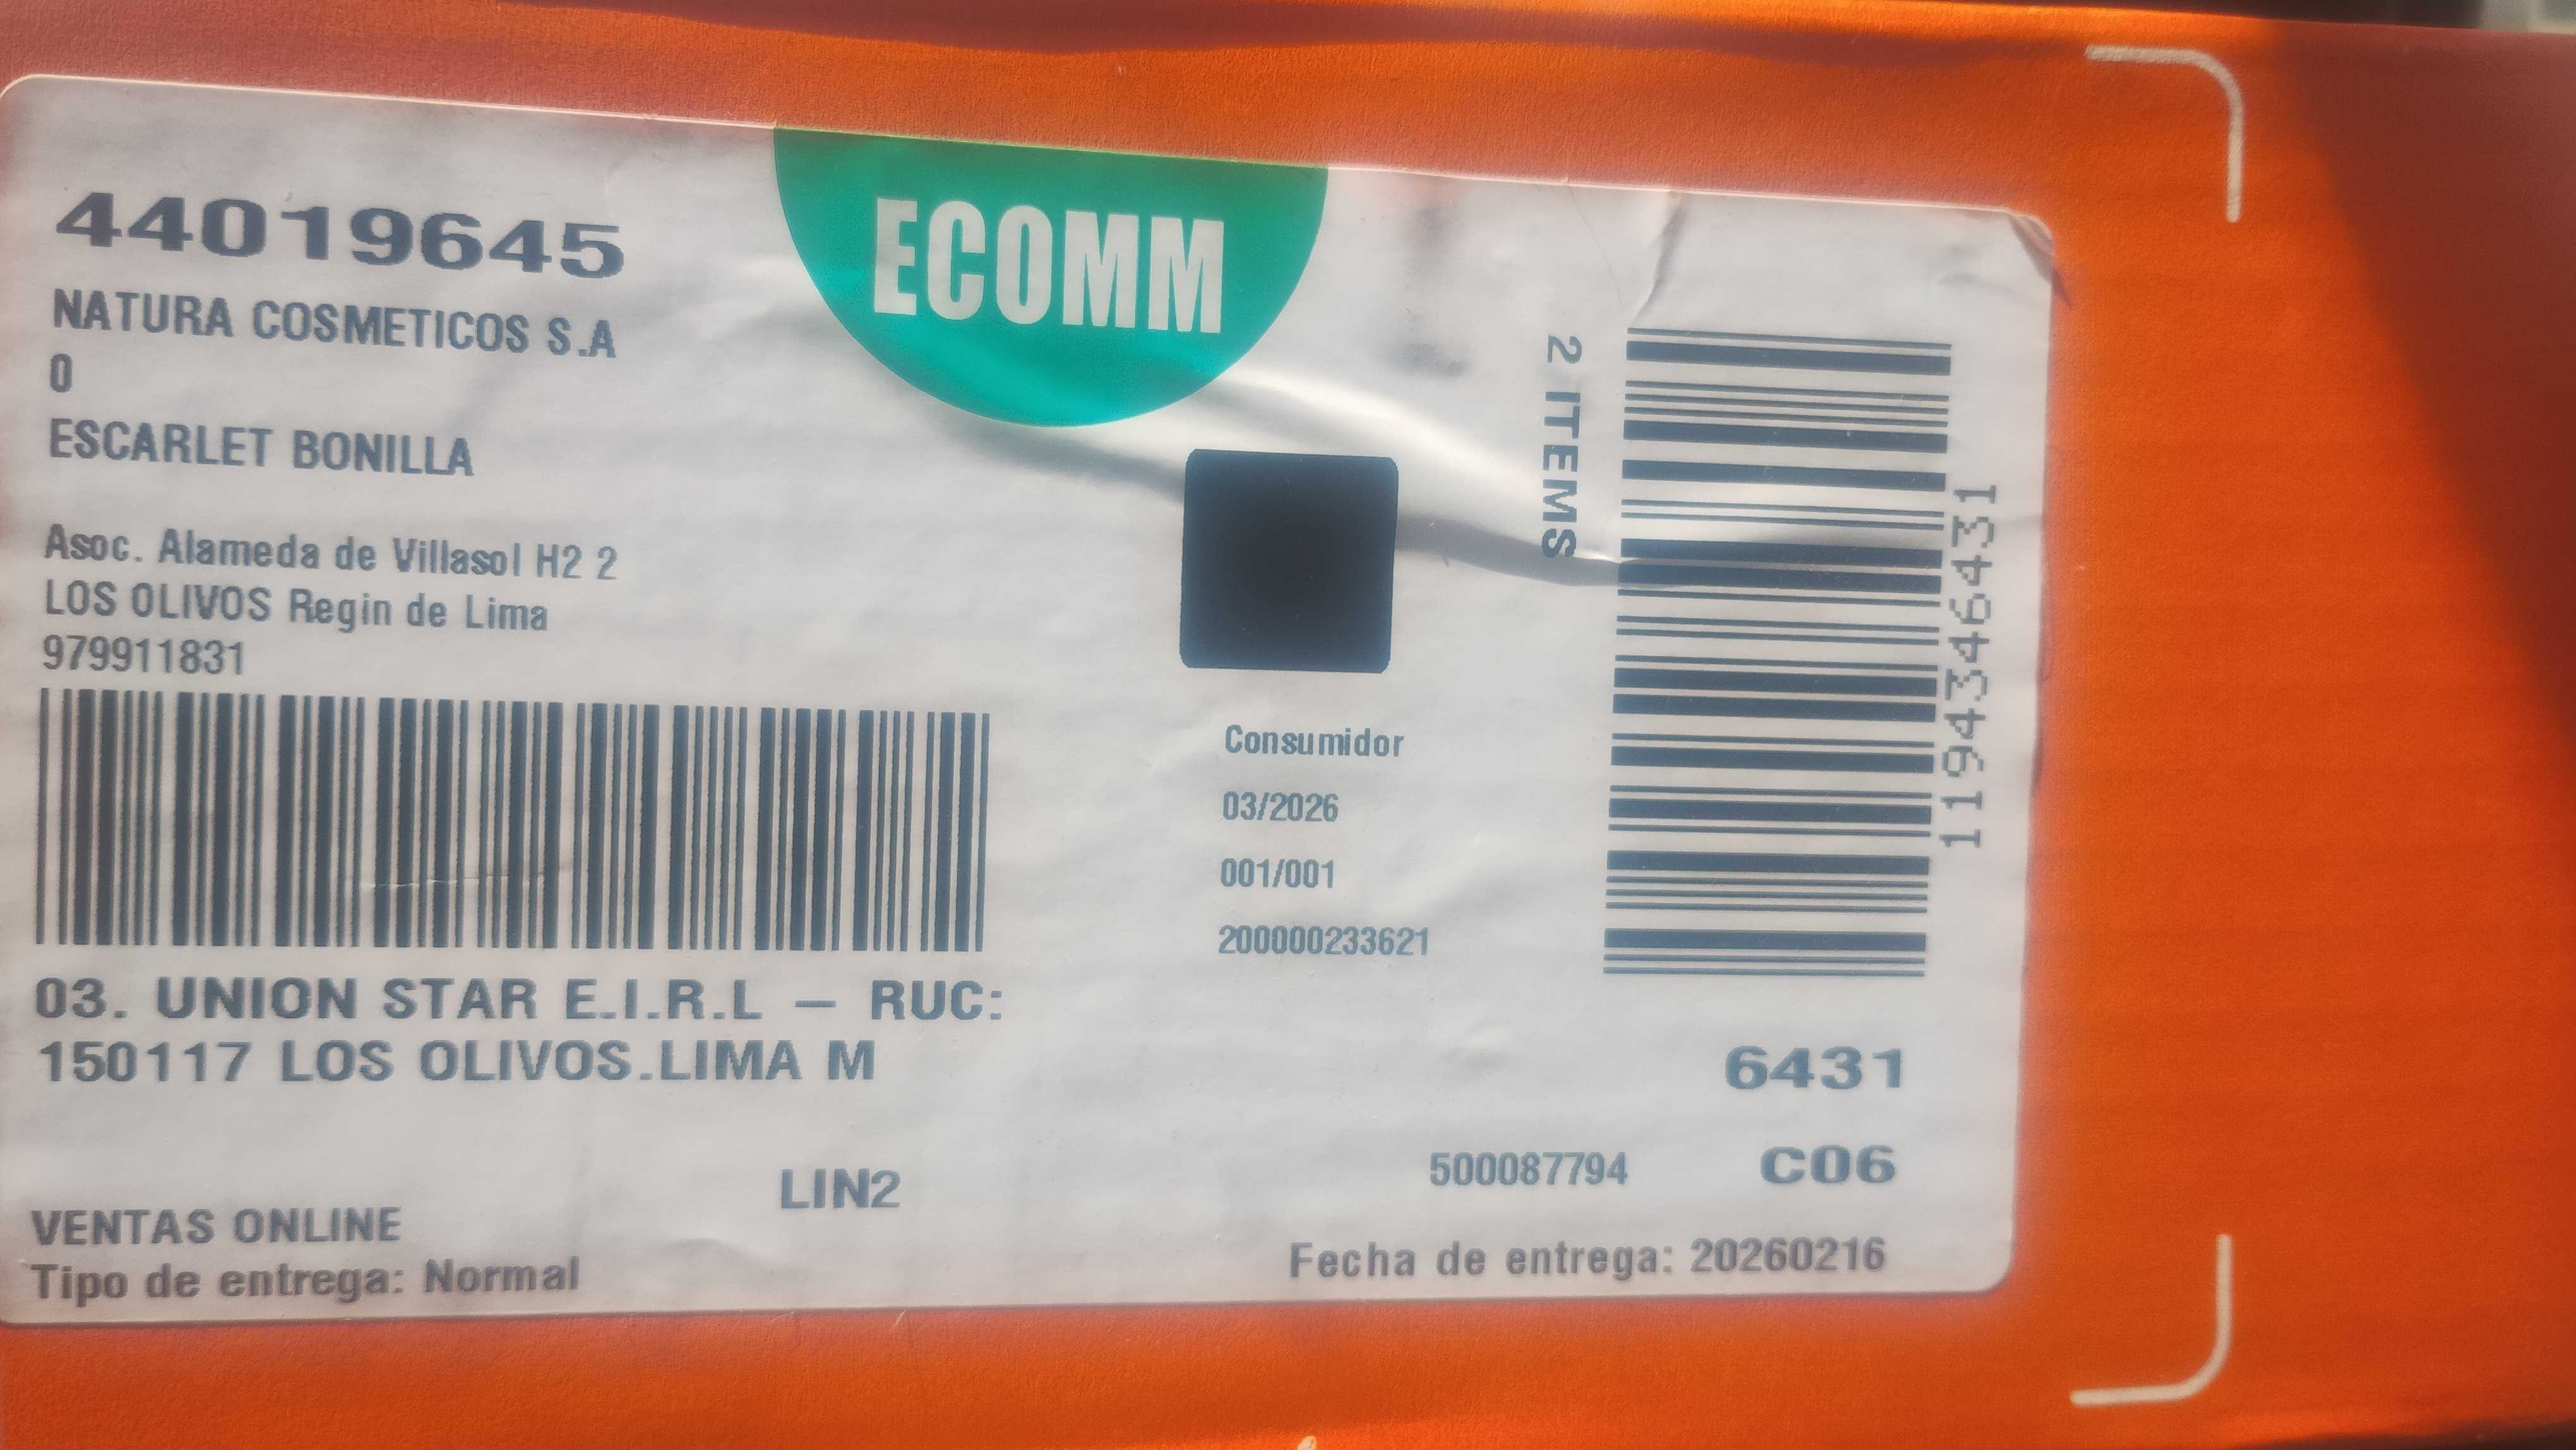 ECOMM
44019645
NATURA COSMETICOS S.A
0
ESCARLET BONILLA
Asoc. Alameda de Villasol H2 2
LOS OLIVOS Regin de Lima
979911831
2 ITEMS
1194346431
Consumidor
03/2026
001/001
200000233621
03. UNION STAR E.I.R.L — RUC:
150117 LOS OLIVOS.LIMA M
6431
500087794 C06
LIN2
VENTAS ONLINE
Tipo de entrega: Normal
Fecha de entrega: 20260216